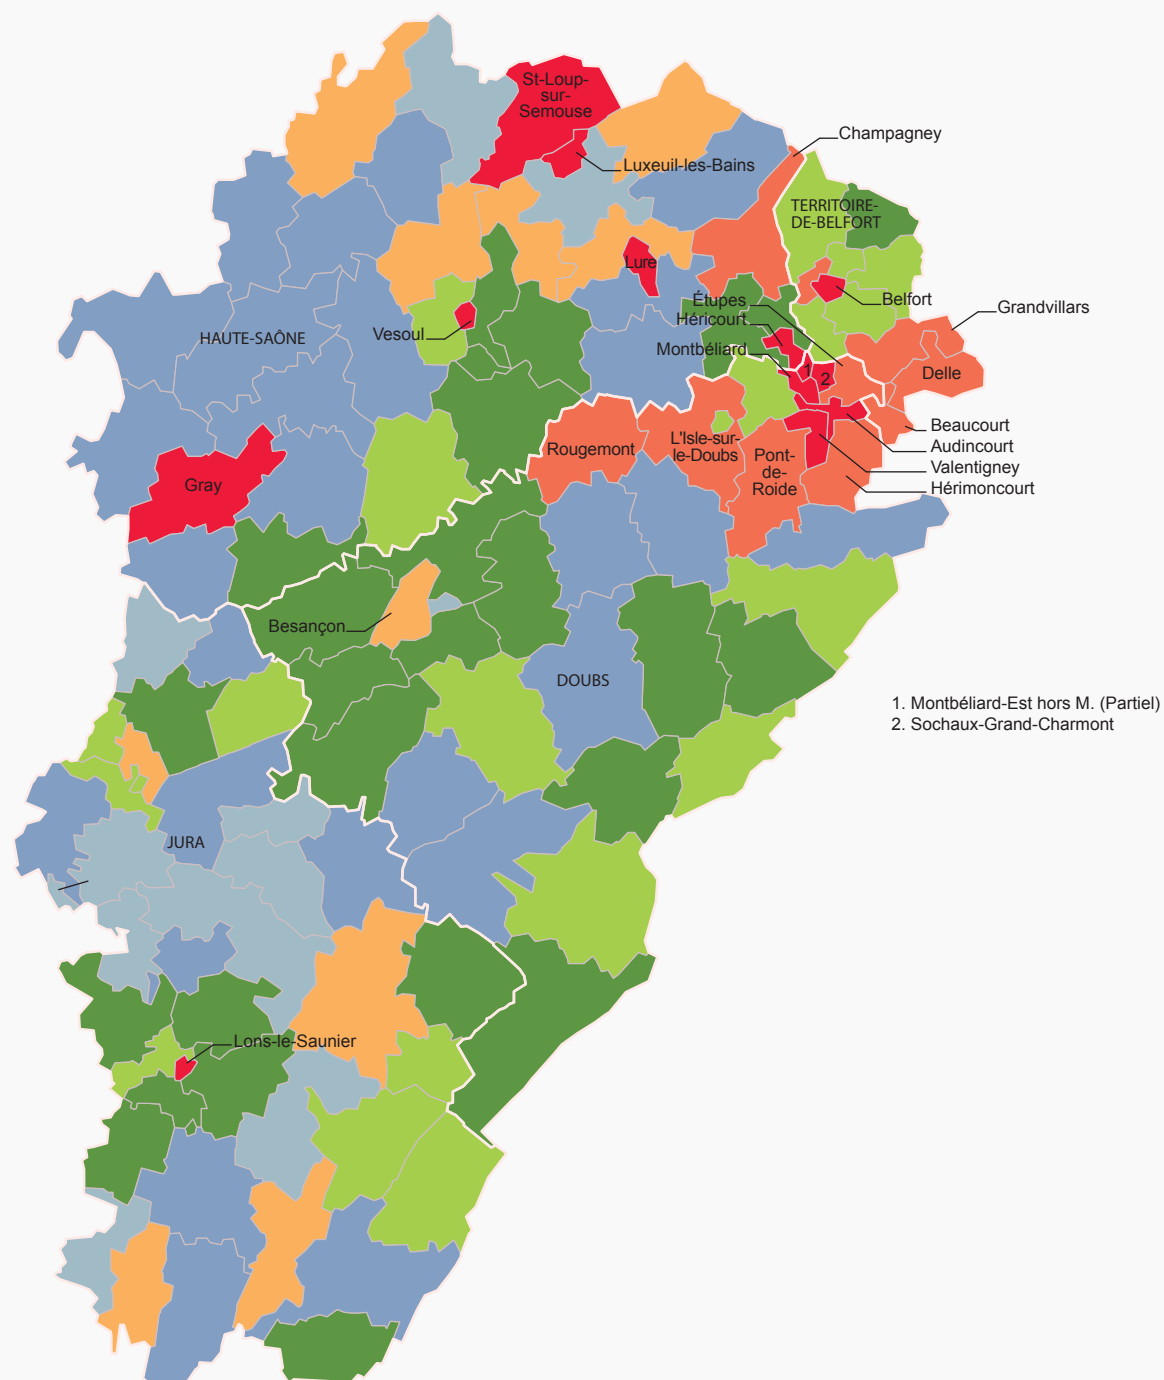 St-Loup-
sur-
Semouse
Champagney
Luxeuil-les-Bains
TERRITOIRE-
DE-BELFORT
Lure
Étupes
Belfort
Grandvillars
Héricourt
Vesoul
HAUTE-SAÔNE
Montbéliard
1
2
Delle
Beaucourt
L'Isle-sur-
le-Doubs
Rougemont
Audincourt
Pont-
de-
Roide
Valentigney
Gray
Hérimoncourt
Besançon
DOUBS
1. Montbéliard-Est hors M. (Partiel)
2. Sochaux-Grand-Charmont
JURA
Lons-le-Saunier